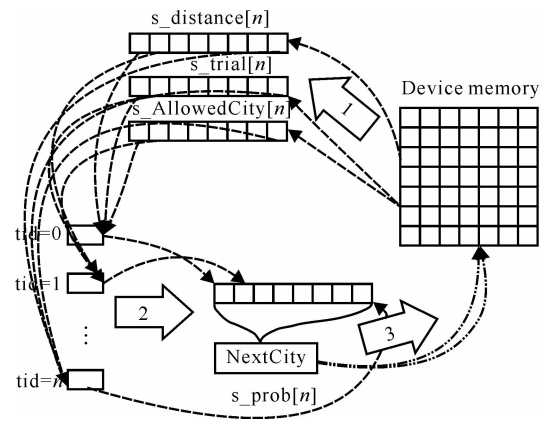 s_distance[n]
s_trial[n]
s_AllowedCity[n]
1
Device memory
tid=0
tid=1
2
3
⋮
NextCity
tid=n
s_prob[n]